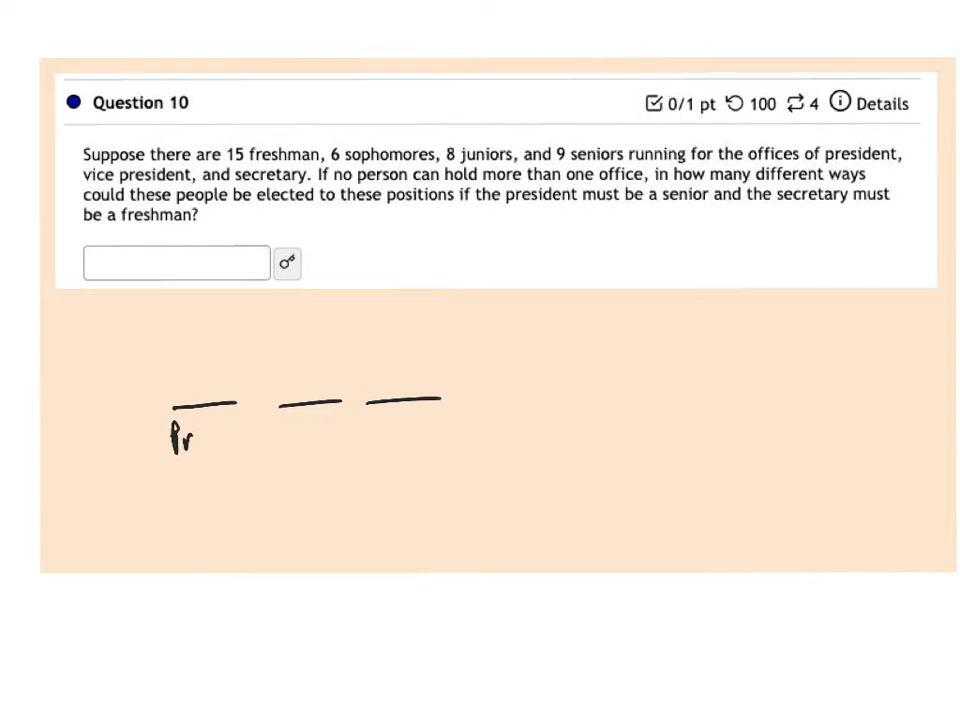 Question 10
0/1 pt 100 4 Details
Suppose there are 15 freshman, 6 sophomores, 8 juniors, and 9 seniors running for the offices of president,
vice president, and secretary. If no person can hold more than one office, in how many different ways
could these people be elected to these positions if the president must be a senior and the secretary must
be a freshman?
Pr